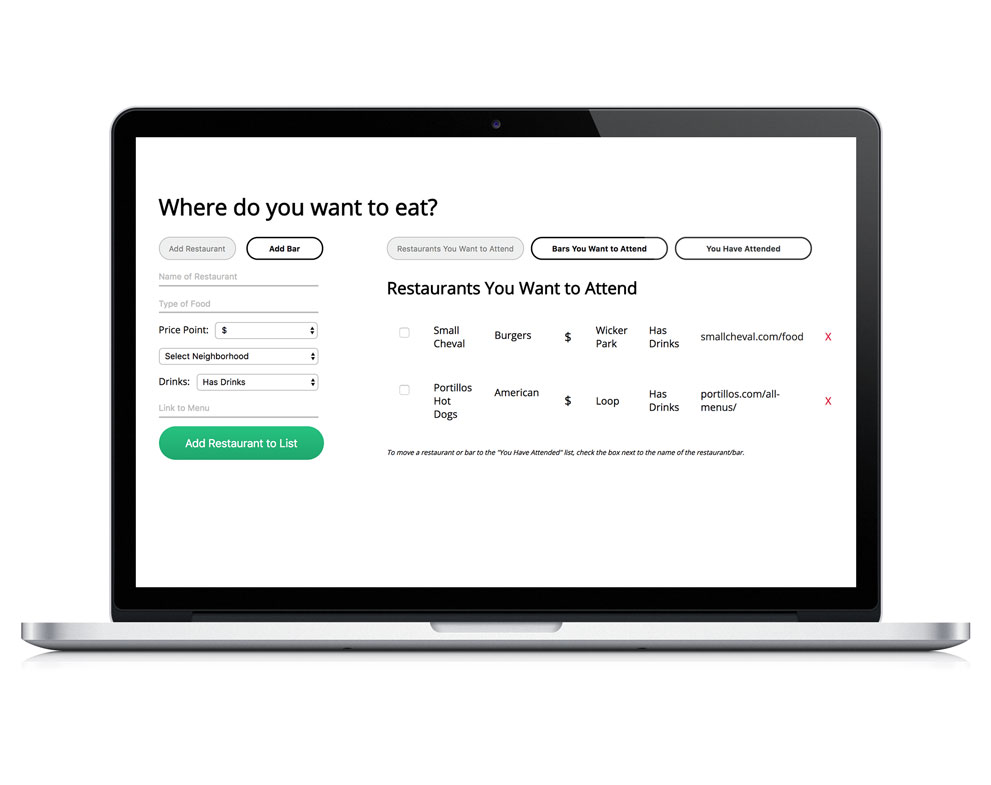 Where do you want to eat?
Add Restaurant
Add Bar
Name of Restaurant
Type of Food
Price Point: $
Select Neighborhood
Drinks: Has Drinks
Link to Menu
Add Restaurant to List
Restaurants You Want to Attend
Bars You Want to Attend
You Have Attended
Restaurants You Want to Attend
Small
Cheval
Burgers
$
Wicker
Park
Has
Drinks
smallcheval.com/food
X
Portillos
Hot
Dogs
American
$
Loop
Has
Drinks
portillos.com/all-
menus/
X
To move a restaurant or bar to the "You Have Attended" list, check the box next to the name of the restaurant/bar.